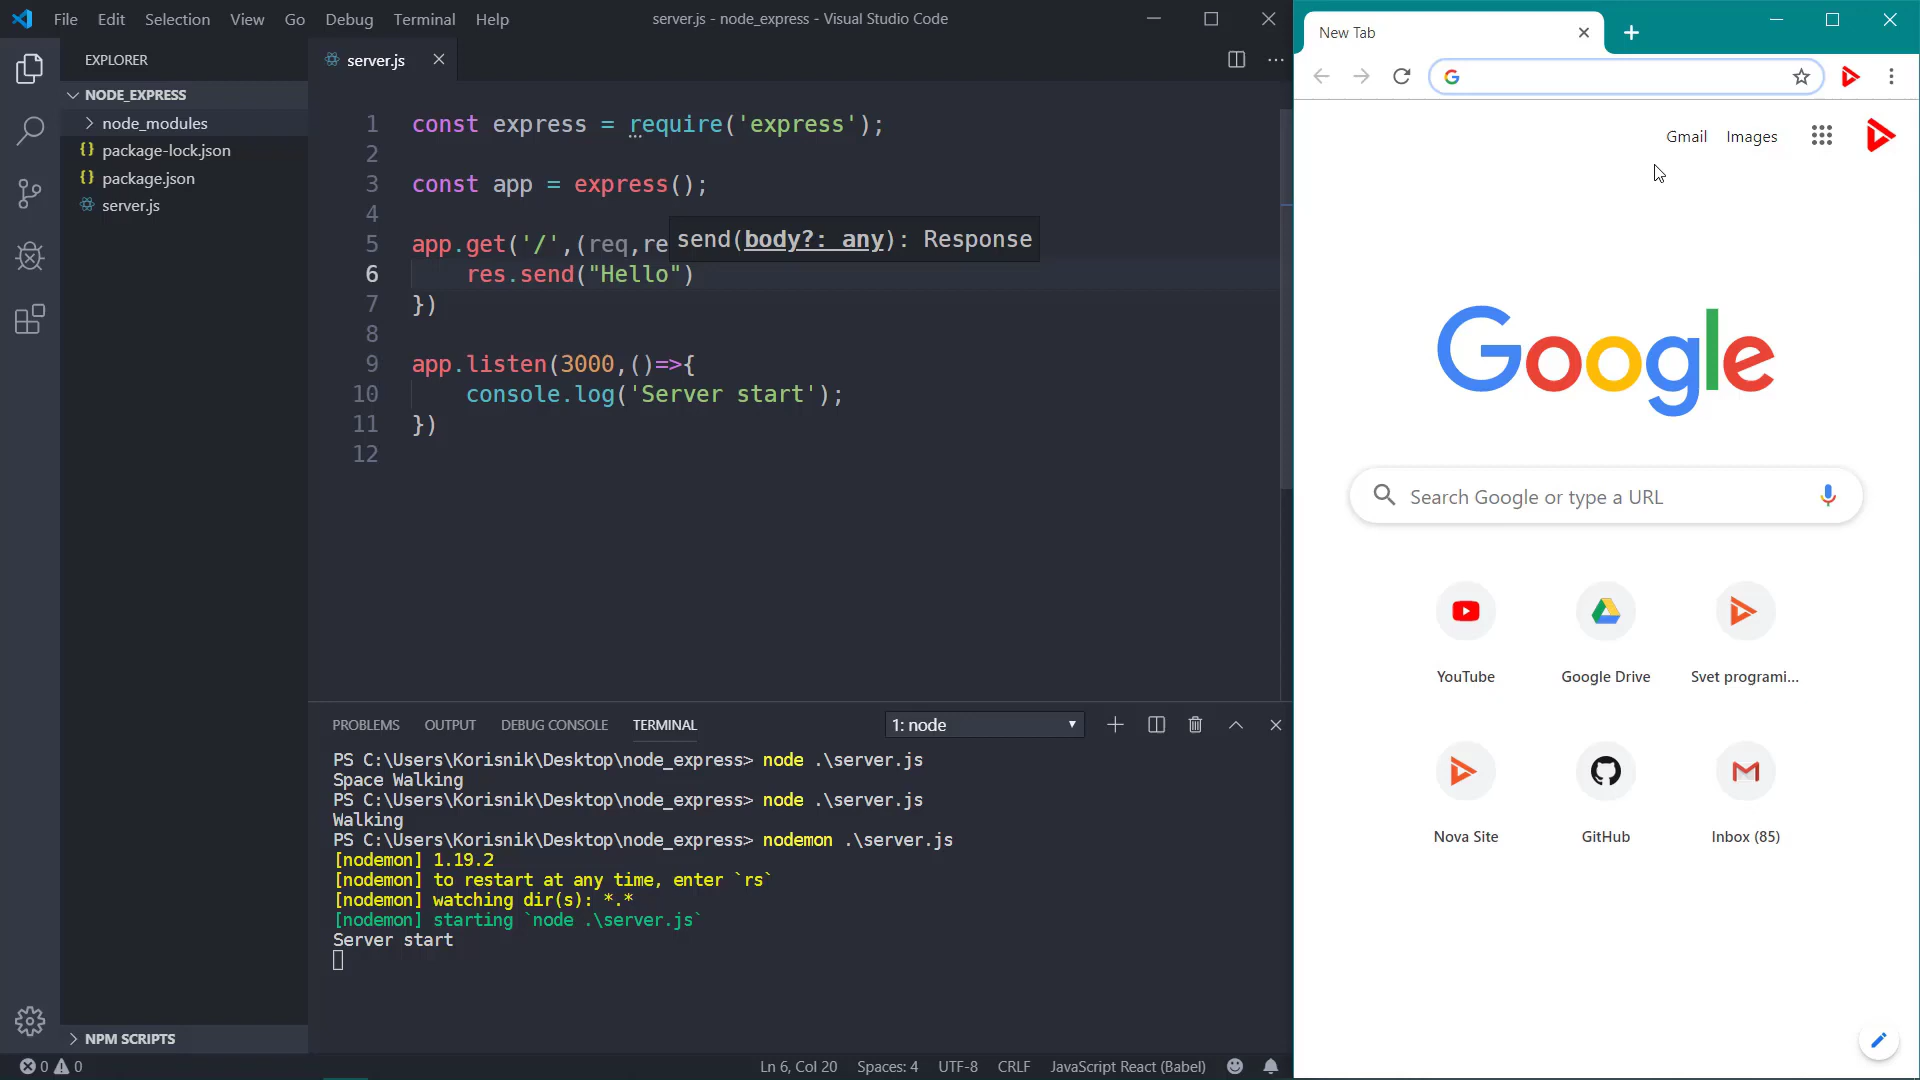 File Edit Selection View Go Debug Terminal Help
server.js - node_express - Visual Studio Code
EXPLORER
NODE_EXPRESS
node_modules
{} package-lock.json
{} package.json
server.js
NPM SCRIPTS
server.js
1 const express = require('express');
2
3 const app = express();
4
5 app.get('/',(req,re
send(body?: any): Response
6 res.send("Hello")
7 })
8
9 app.listen(3000,()=>{
10 console.log('Server start');
11 })
12
PROBLEMS OUTPUT DEBUG CONSOLE TERMINAL
1: node
PS C:\Users\Korisnik\Desktop\node_express> node .\server.js
Space Walking
PS C:\Users\Korisnik\Desktop\node_express> node .\server.js
Walking
PS C:\Users\Korisnik\Desktop\node_express> nodemon .\server.js
[nodemon] 1.19.2
[nodemon] to restart at any time, enter `rs`
[nodemon] watching dir(s): *.*
[nodemon] starting `node .\server.js`
Server start
0 0
Ln 6, Col 20 Spaces: 4 UTF-8 CRLF JavaScript React (Babel)
New Tab
Gmail Images
Google
Search Google or type a URL
YouTube Google Drive Svet programi...
Nova Site GitHub Inbox (85)